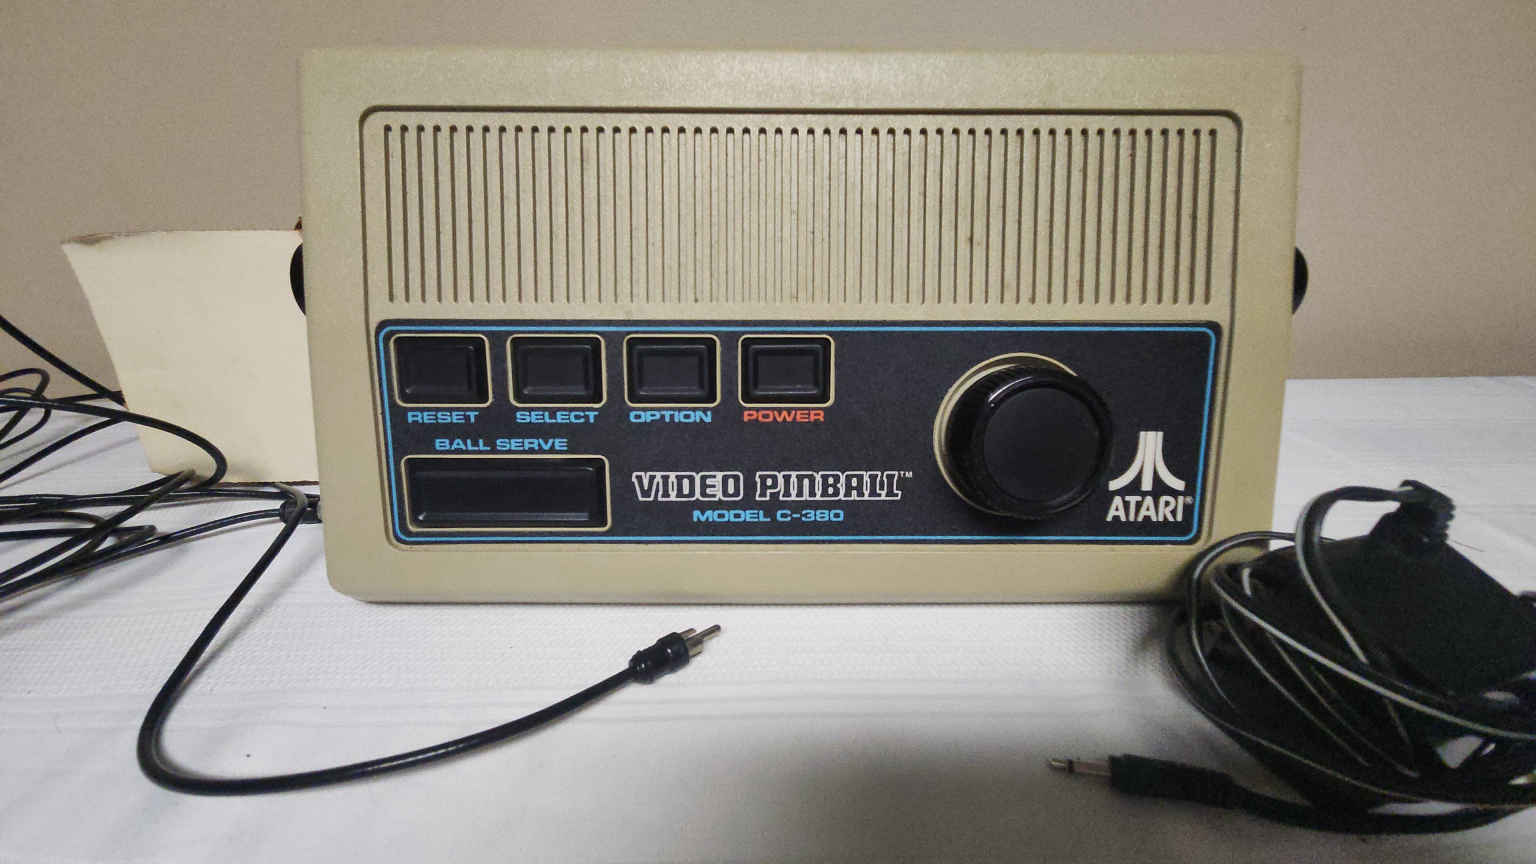 RESET SELECT OPTION POWER
BALL SERVE
VIDEO PINBALL™
MODEL C-380
ATARI®